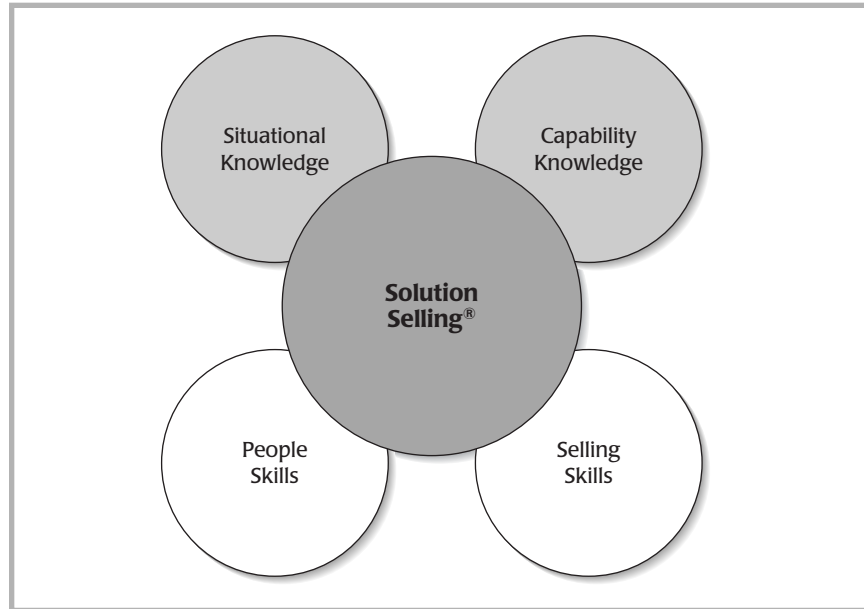 Situational
Knowledge
Capability
Knowledge
Solution
Selling®
People
Skills
Selling
Skills